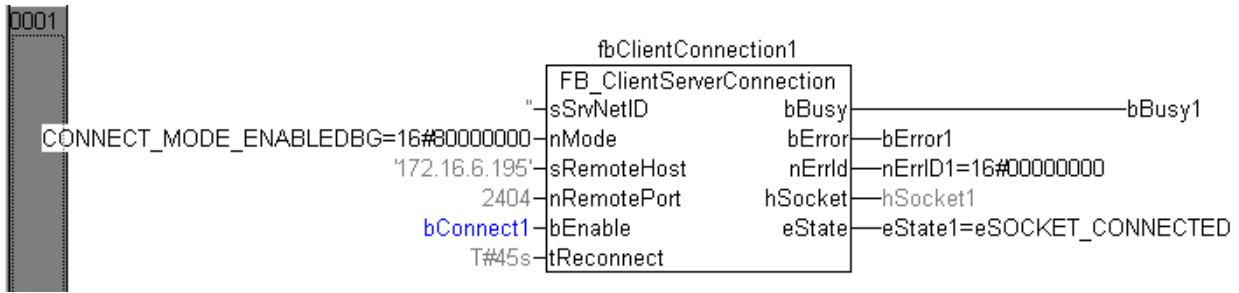 0001
fbClientConnection1
FB_ClientServerConnection
''-sSrvNetID bBusy bBusy1
CONNECT_MODE_ENABLEDBG=16#80000000-nMode bError-bError1
'172.16.6.195'-sRemoteHost nErrId-nErrID1=16#00000000
2404-nRemotePort hSocket-hSocket1
bConnect1-bEnable eState-eState1=eSOCKET_CONNECTED
T#45s-tReconnect